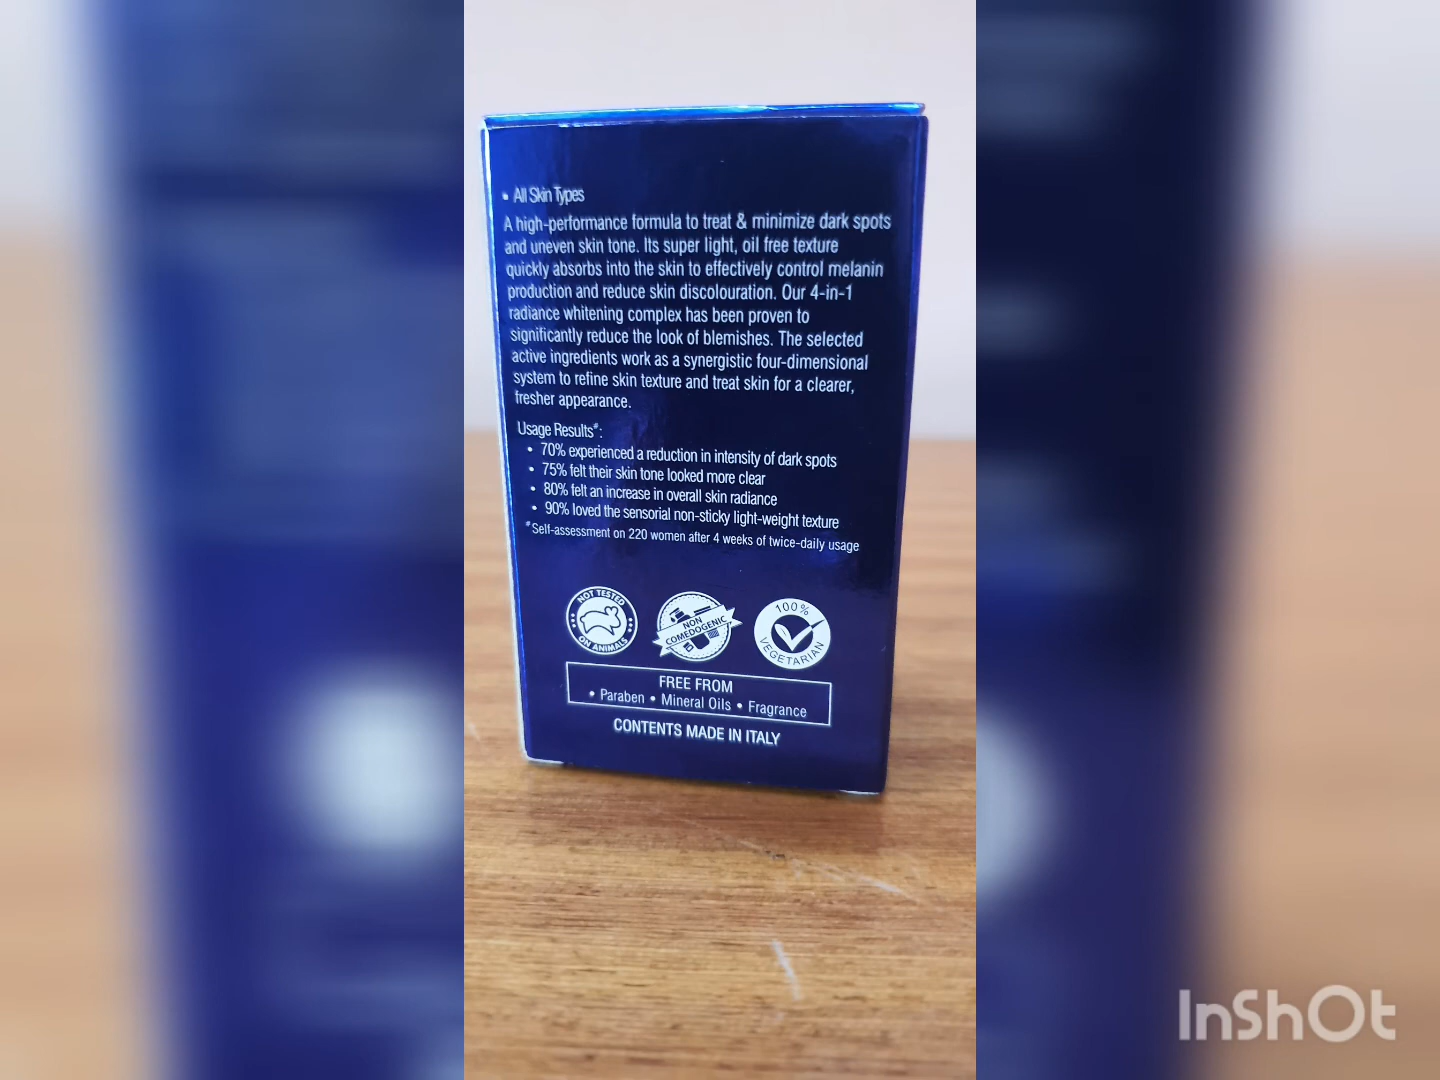 • All Skin Types
A high-performance formula to treat & minimize dark spots
and uneven skin tone. Its super light, oil free texture
quickly absorbs into the skin to effectively control melanin
production and reduce skin discolouration. Our 4-in-1
radiance whitening complex has been proven to
significantly reduce the look of blemishes. The selected
active ingredients work as a synergistic four-dimensional
system to refine skin texture and treat skin for a clearer,
fresher appearance.
Usage Results#:
• 70% experienced a reduction in intensity of dark spots
• 75% felt their skin tone looked more clear
• 80% felt an increase in overall skin radiance
• 90% loved the sensorial non-sticky light-weight texture
#Self-assessment on 220 women after 4 weeks of twice-daily usage
NOT TESTED
ON ANIMALS
NON
COMEDOGENIC
100%
VEGETARIAN
FREE FROM
• Paraben • Mineral Oils • Fragrance
CONTENTS MADE IN ITALY
InShOt